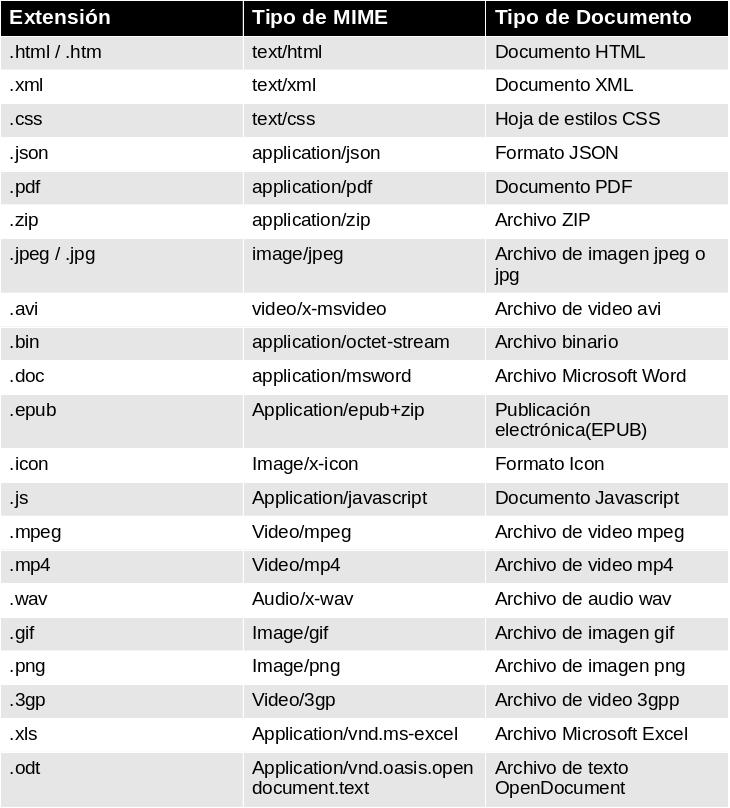 Extensión Tipo de MIME Tipo de Documento
.html / .htm text/html Documento HTML
.xml text/xml Documento XML
.css text/css Hoja de estilos CSS
.json application/json Formato JSON
.pdf application/pdf Documento PDF
.zip application/zip Archivo ZIP
.jpeg / .jpg image/jpeg Archivo de imagen jpeg o
jpg
.avi video/x-msvideo Archivo de video avi
.bin application/octet-stream Archivo binario
.doc application/msword Archivo Microsoft Word
.epub Application/epub+zip Publicación
electrónica(EPUB)
.icon Image/x-icon Formato Icon
.js Application/javascript Documento Javascript
.mpeg Video/mpeg Archivo de video mpeg
.mp4 Video/mp4 Archivo de video mp4
.wav Audio/x-wav Archivo de audio wav
.gif Image/gif Archivo de imagen gif
.png Image/png Archivo de imagen png
.3gp Video/3gp Archivo de video 3gpp
.xls Application/vnd.ms-excel Archivo Microsoft Excel
.odt Application/vnd.oasis.open Archivo de texto
document.text OpenDocument